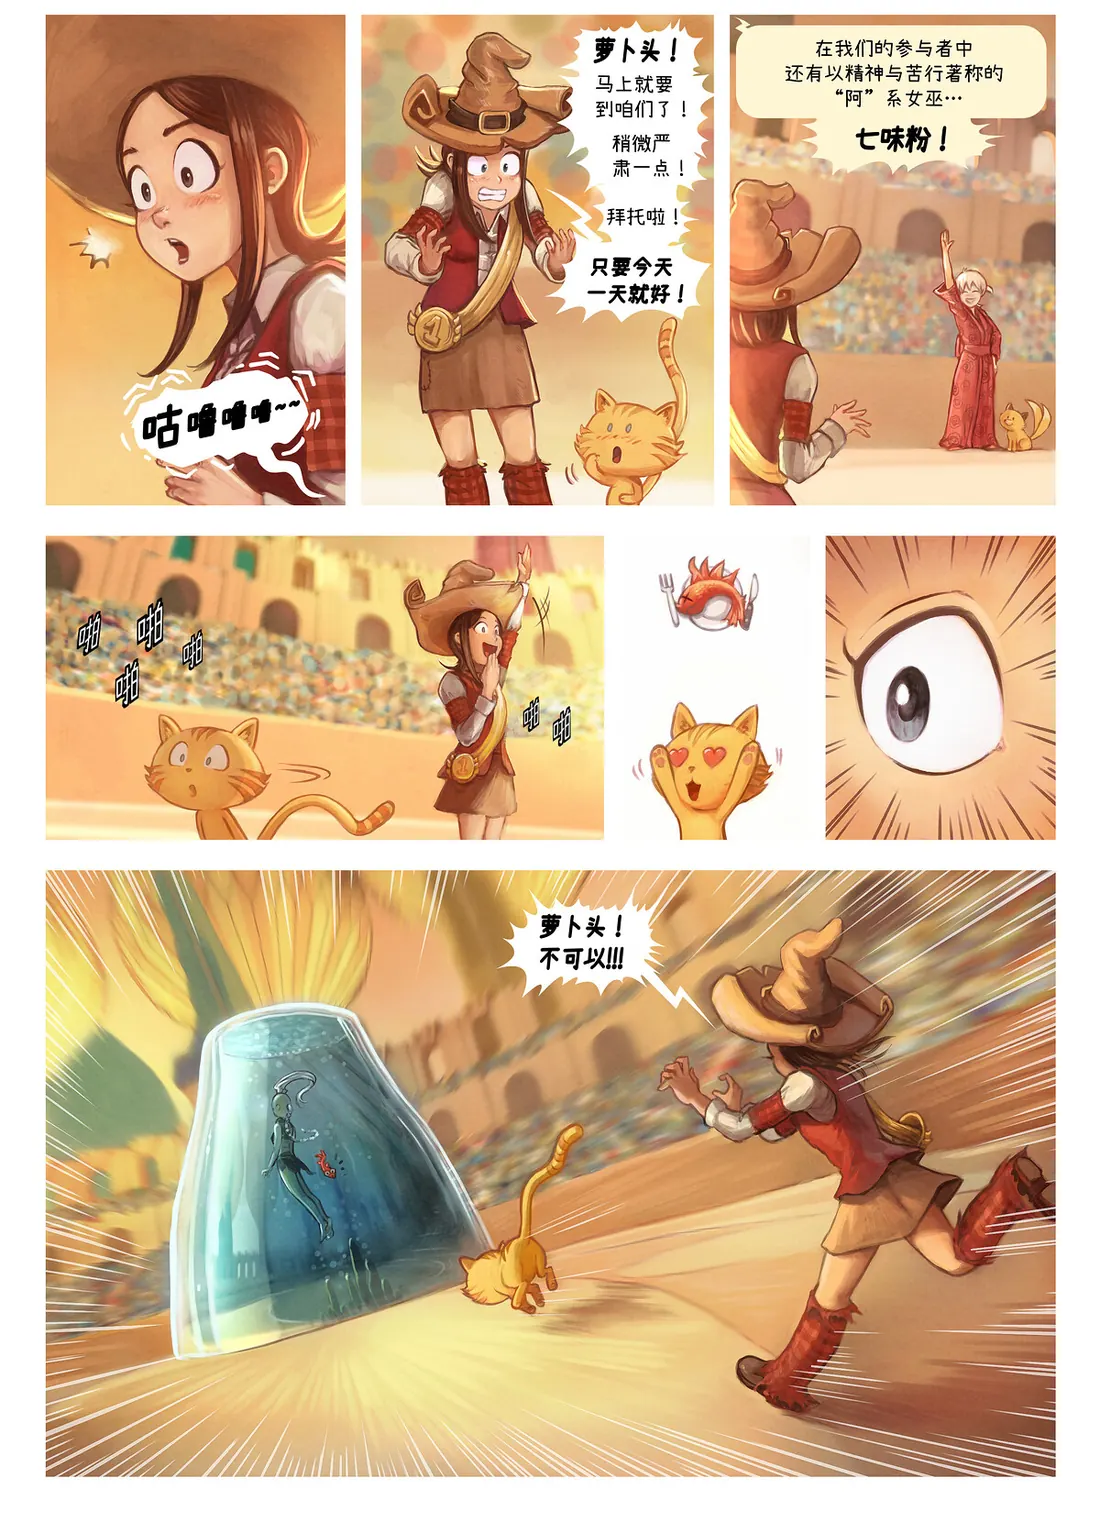 咕噜噜噜~~
萝卜头！
马上就要
到咱们了！
稍微严
肃一点！
拜托啦！
只要今天
一天就好！
在我们的参与者中
还有以精神与苦行著称的
“阿”系女巫…
七味粉！
啪
啪
啪
啪
啪
啪
萝卜头！
不可以!!!